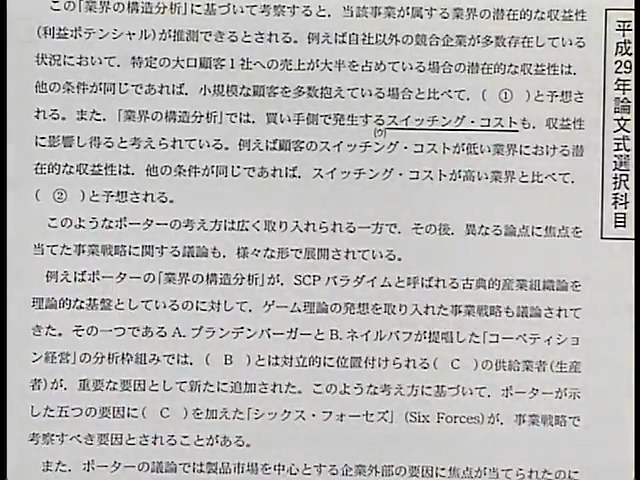 この「業界の構造分析」に基づいて考察すると，当該事業が属する業界の潜在的な収益性
(利益ポテンシャル)が推測できるとされる。例えば自社以外の競合企業が多数存在している
状況において，特定の大口顧客1社への売上が大半を占めている場合の潜在的な収益性は，
他の条件が同じであれば，小規模な顧客を多数抱えている場合と比べて，( ① )と予想さ
れる。また，「業界の構造分析」では，買い手側で発生するスイッチング・コストも，収益性
(ウ)
に影響し得ると考えられている。例えば顧客のスイッチング・コストが低い業界における潜
在的な収益性は，他の条件が同じであれば，スイッチング・コストが高い業界と比べて，
( ② )と予想される。
このようなポーターの考え方は広く取り入れられる一方で，その後，異なる論点に焦点を
当てた事業戦略に関する議論も，様々な形で展開されている。
例えばポーターの「業界の構造分析」が，SCPパラダイムと呼ばれる古典的産業組織論を
理論的な基盤としているのに対して，ゲーム理論の発想を取り入れた事業戦略も議論されて
きた。その一つであるA.ブランデンバーガーとB.ネイルバフが提唱した「コーペティショ
ン経営」の分析枠組みでは，( B )とは対立的に位置付けられる( C )の供給業者(生産
者)が，重要な要因として新たに追加された。このような考え方に基づいて，ポーターが示
した五つの要因に( C )を加えた「シックス・フォーセズ」(Six Forces)が，事業戦略で
考察すべき要因とされることがある。
また，ポーターの議論では製品市場を中心とする企業外部の要因に焦点が当てられたのに
平成29年論文式選択科目